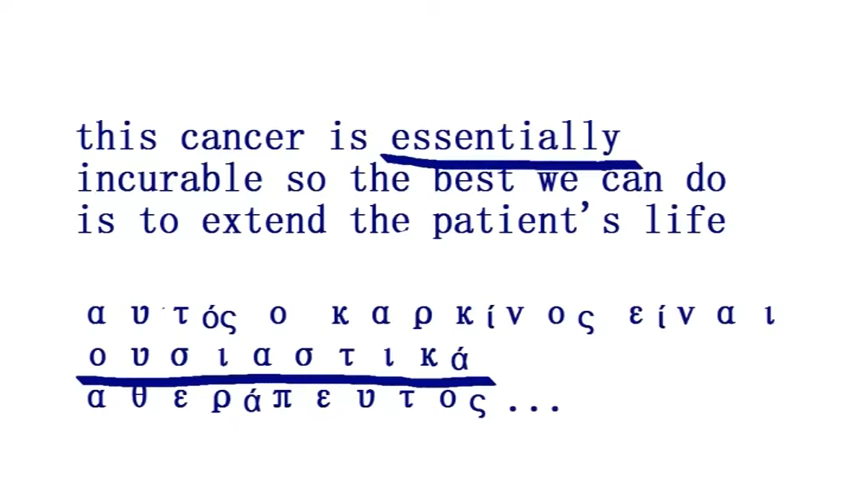 this cancer is essentially
incurable so the best we can do
is to extend the patient's life
αυτός ο καρκίνος είναι
ουσιαστικά
αθεράπευτος...